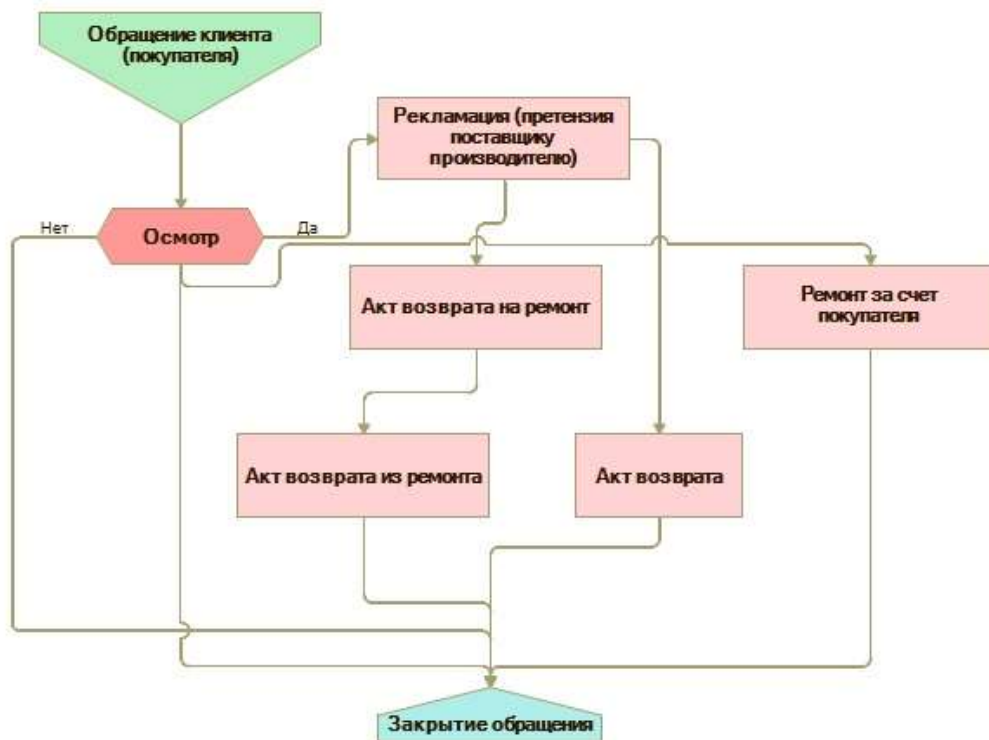 Обращение клиента
(покупателя)
Рекламация (претензия
поставщику
производителю)
Нет
Осмотр
Да
Акт возврата на ремонт
Ремонт за счет
покупателя
Акт возврата из ремонта
Акт возврата
Закрытие обращения